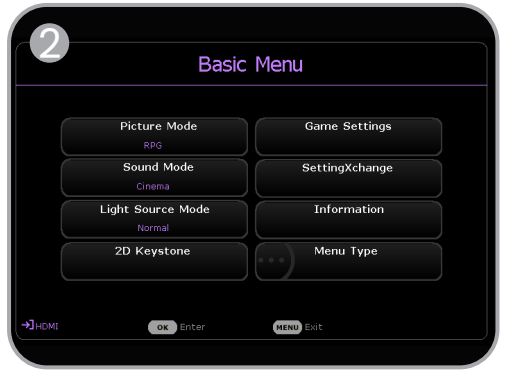 2
Basic Menu
Picture Mode
RPG
Game Settings
Sound Mode
Cinema
SettingXchange
Light Source Mode
Normal
Information
2D Keystone
Menu Type
HDMI
OK Enter
MENU Exit